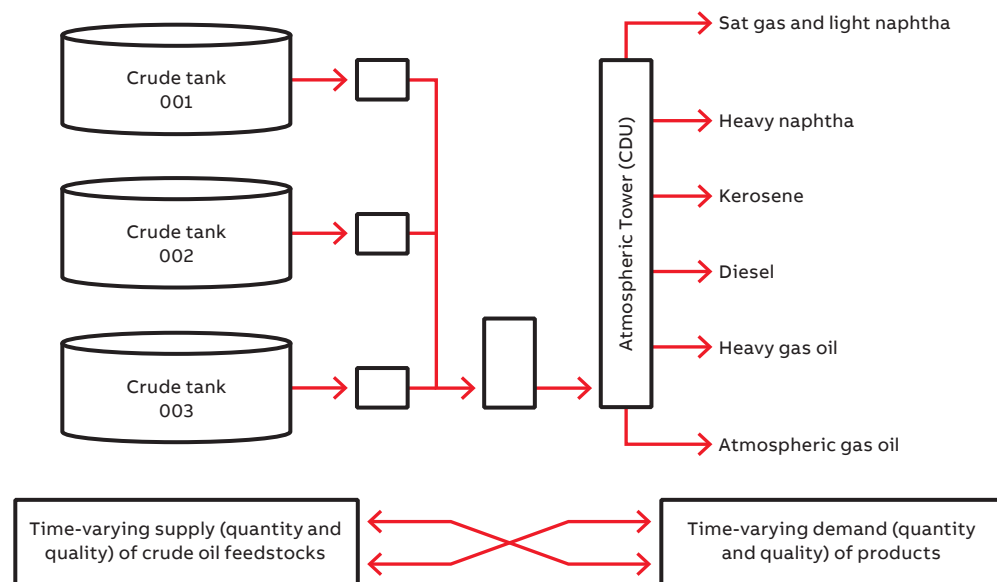 Crude tank
001
Crude tank
002
Crude tank
003
Atmospheric Tower (CDU)
Sat gas and light naphtha
Heavy naphtha
Kerosene
Diesel
Heavy gas oil
Atmospheric gas oil
Time-varying supply (quantity and
quality) of crude oil feedstocks
Time-varying demand (quantity
and quality) of products